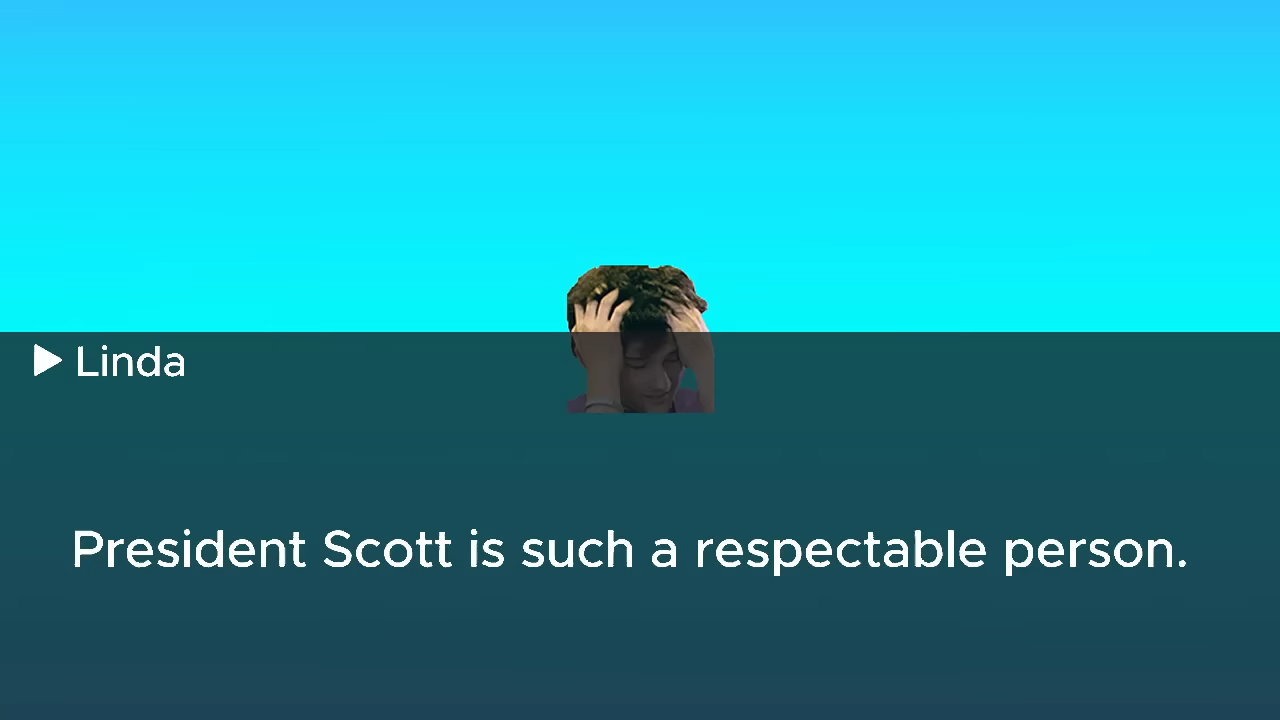 Linda
President Scott is such a respectable person.